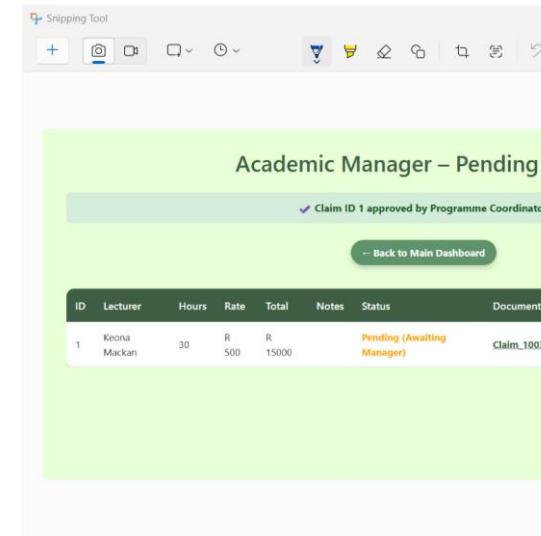 Snipping Tool
Academic Manager – Pending
✔ Claim ID 1 approved by Programme Coordinato
← Back to Main Dashboard
ID Lecturer Hours Rate Total Notes Status Document
1 Keona Mackan 30 R 500 R 15000 Pending (Awaiting Manager) Claim_100